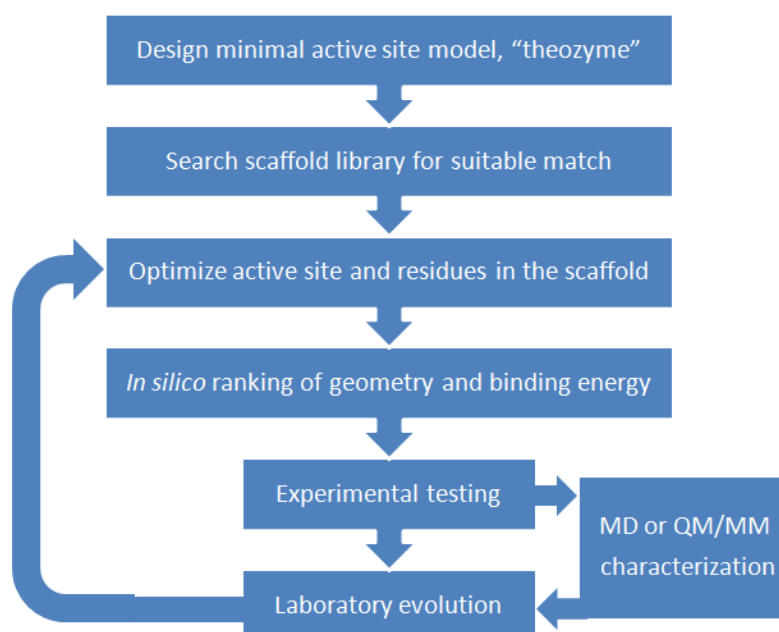 Design minimal active site model, “theozyme”
Search scaffold library for suitable match
Optimize active site and residues in the scaffold
In silico ranking of geometry and binding energy
Experimental testing
MD or QM/MM
characterization
Laboratory evolution